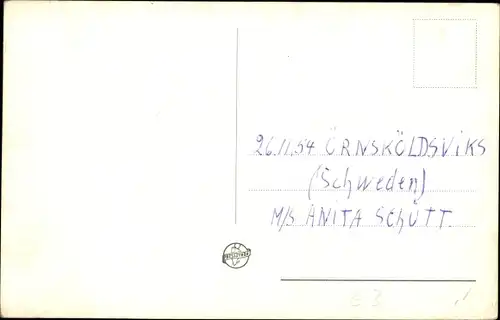 26.11.54 ÖRNSKÖLDSViKS
(Schweden)
M/S ANITA SCHÜTT.